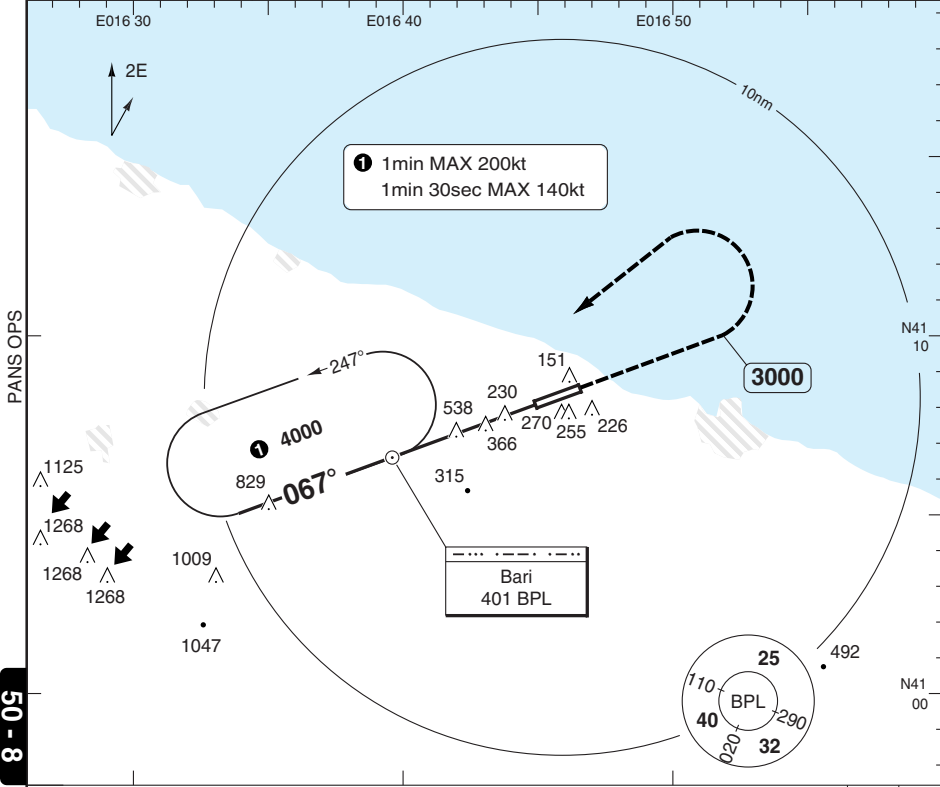 E016 30
E016 40
E016 50
2E
10nm
1 1min MAX 200kt
1min 30sec MAX 140kt
PANS OPS
N41
10
247°
151
3000
230
538
366
270
255
226
1 4000
829
067°
315
1125
1268
1268
1268
1009
1047
Bari
401 BPL
492
25
110
BPL
40
290
020
32
N41
00
50 - 8